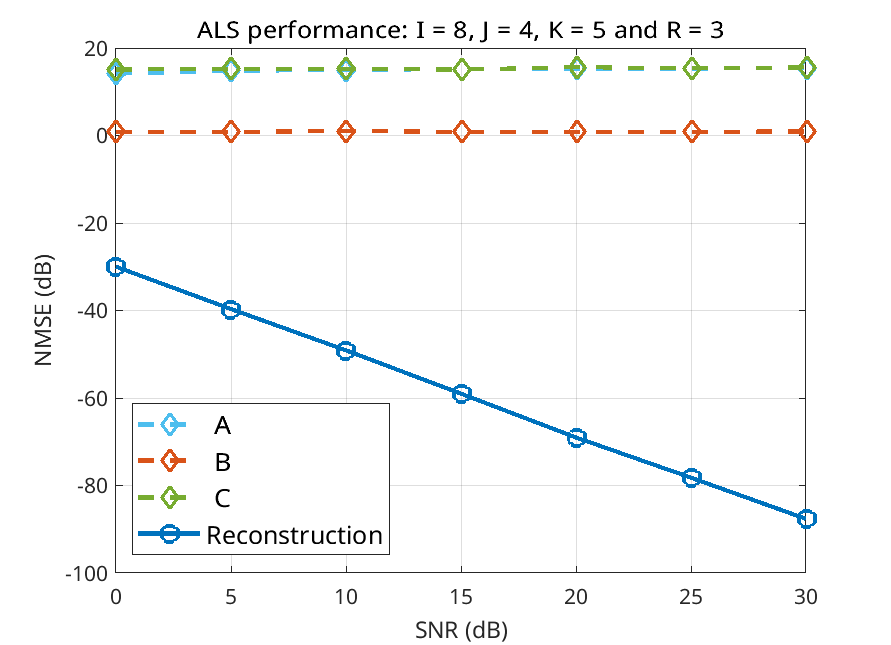 ALS performance: I = 8, J = 4, K = 5 and R = 3
20
0
-20
-40
-60
-80
-100
NMSE (dB)
A
B
C
Reconstruction
0 5 10 15 20 25 30
SNR (dB)